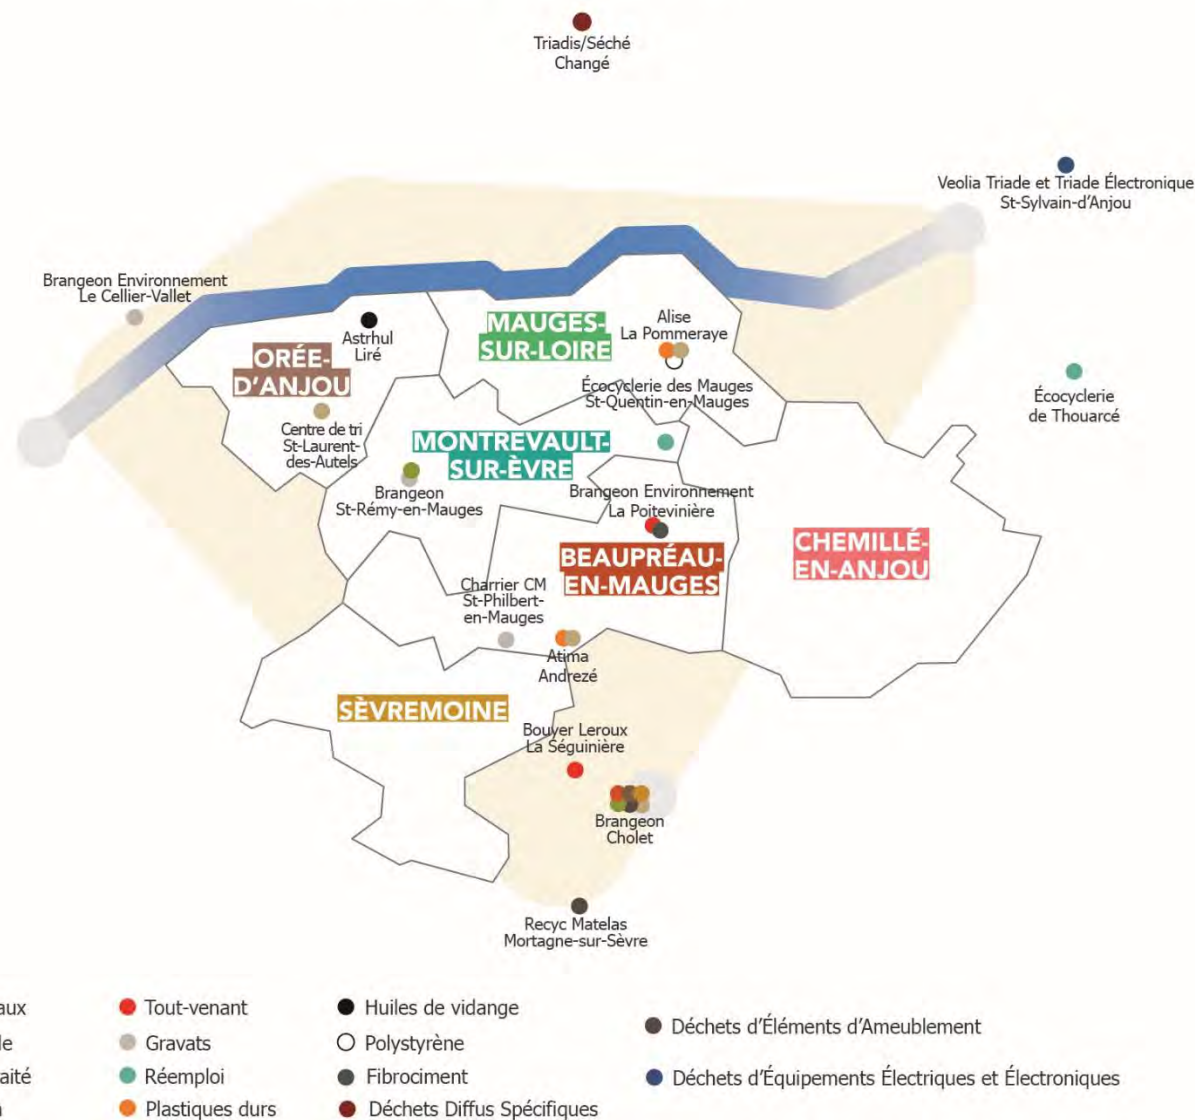 Triadis/Séché
Changé
Veolia Triade et Triade Électronique
St-Sylvain-d'Anjou
Brangeon Environnement
Le Cellier-Vallet
Astrhul
Liré
MAUGES-
SUR-LOIRE
Alise
La Pommeraye
ORÉE-
D'ANJOU
Écocyclerie des Mauges
St-Quentin-en-Mauges
Écocyclerie
de Thouarcé
Centre de tri
St-Laurent-
des-Autels
MONTREVAULT-
SUR-ÈVRE
Brangeon
St-Rémy-en-Mauges
Brangeon Environnement
La Poitevinière
BEAUPRÉAU-
EN-MAUGES
CHEMILLÉ-
EN-ANJOU
Charrier CM
St-Philbert-
en-Mauges
Atima
Andrezé
SÈVREMOINE
Bouyer Leroux
La Séguinière
Brangeon
Cholet
Recyc Matelas
Mortagne-sur-Sèvre
Tout-venant
Gravats
Réemploi
Plastiques durs
Huiles de vidange
Polystyrène
Fibrociment
Déchets Diffus Spécifiques
Déchets d'Éléments d'Ameublement
Déchets d'Équipements Électriques et Électroniques